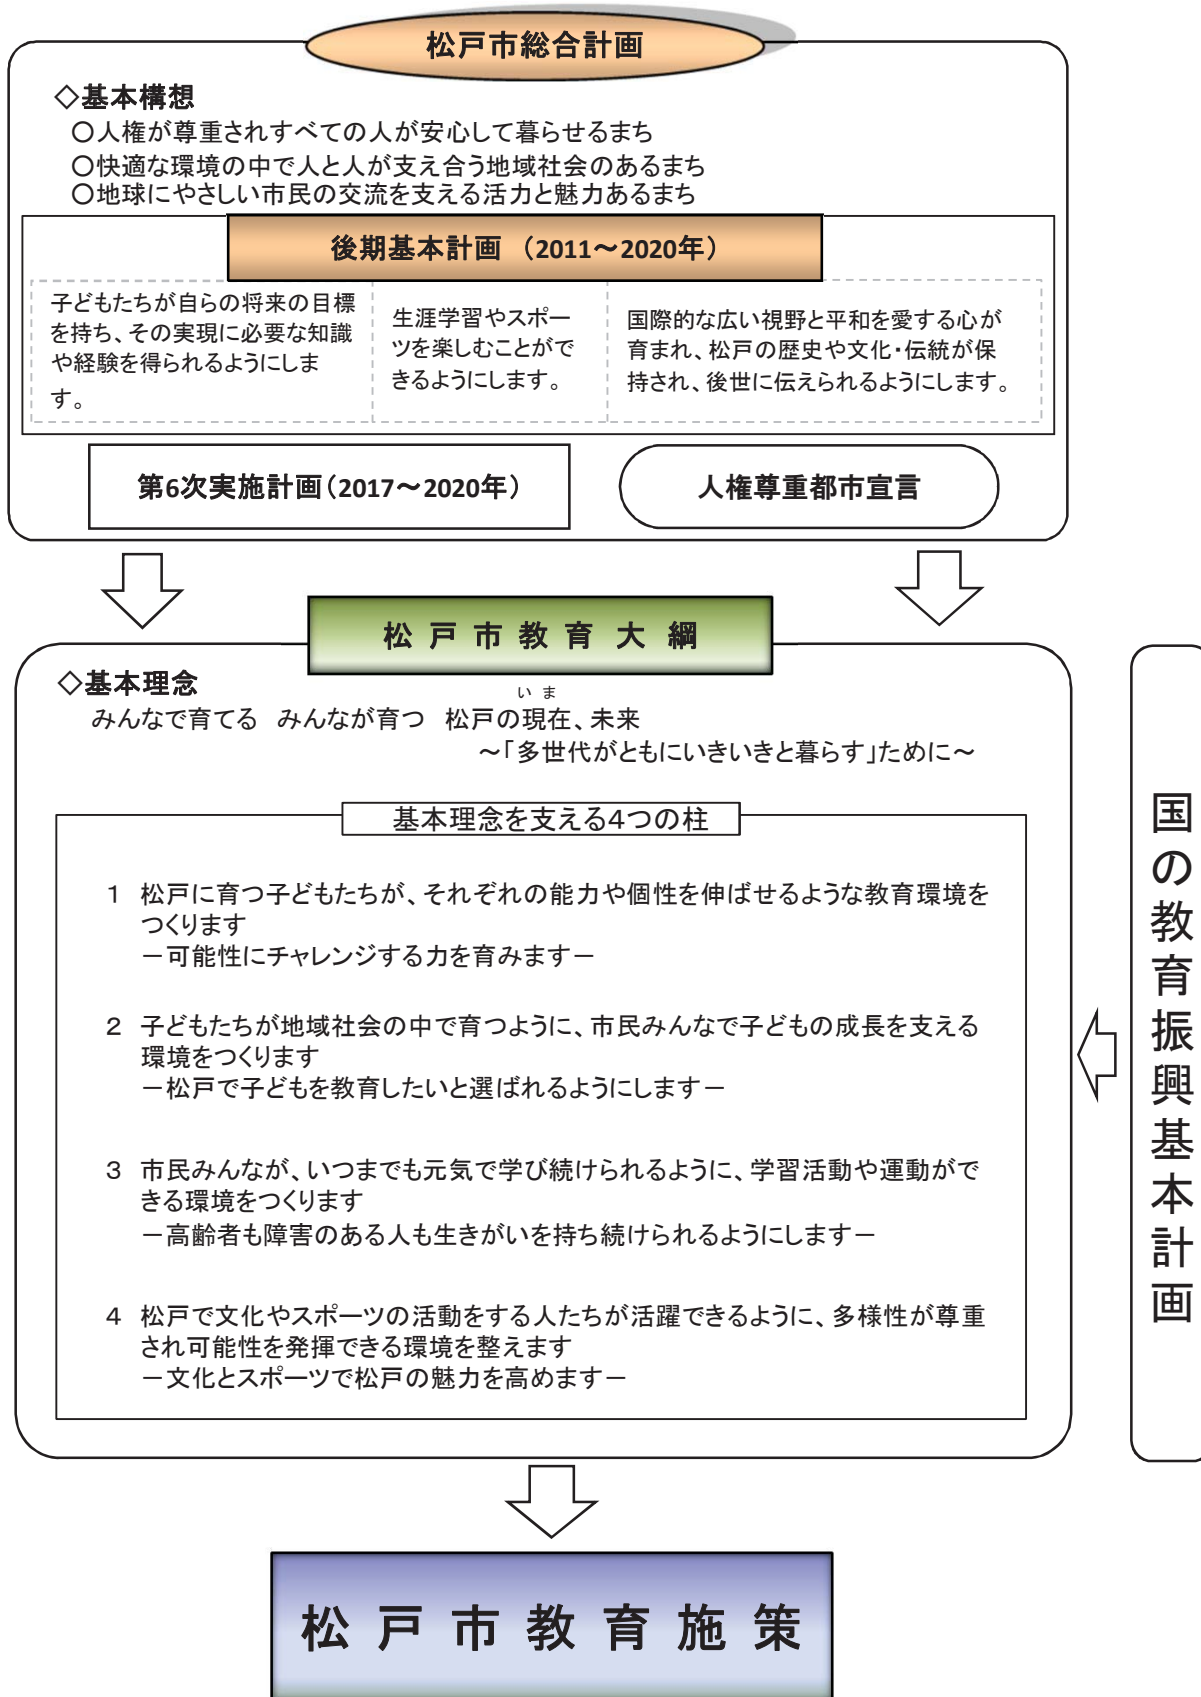 松戸市総合計画
◇基本構想
〇人権が尊重されすべての人が安心して暮らせるまち
〇快適な環境の中で人と人が支え合う地域社会のあるまち
〇地球にやさしい市民の交流を支える活力と魅力あるまち
後期基本計画 （2011～2020年）
子どもたちが自らの将来の目標
を持ち、その実現に必要な知識
や経験を得られるようにしま
す。
生涯学習やスポー
ツを楽しむことがで
きるようにします。
国際的な広い視野と平和を愛する心が
育まれ、松戸の歴史や文化・伝統が保
持され、後世に伝えられるようにします。
第6次実施計画（2017～2020年）
人権尊重都市宣言
松戸市教育大綱
◇基本理念
いま
みんなで育てる みんなが育つ 松戸の現在、未来
～「多世代がともにいきいきと暮らす」ために～
基本理念を支える4つの柱
1 松戸に育つ子どもたちが、それぞれの能力や個性を伸ばせるような教育環境を
つくります
－可能性にチャレンジする力を育みます－
2 子どもたちが地域社会の中で育つように、市民みんなで子どもの成長を支える
環境をつくります
－松戸で子どもを教育したいと選ばれるようにします－
3 市民みんなが、いつまでも元気で学び続けられるように、学習活動や運動がで
きる環境をつくります
－高齢者も障害のある人も生きがいを持ち続けられるようにします－
4 松戸で文化やスポーツの活動をする人たちが活躍できるように、多様性が尊重
され可能性を発揮できる環境を整えます
－文化とスポーツで松戸の魅力を高めます－
国の教育振興基本計画
松戸市教育施策